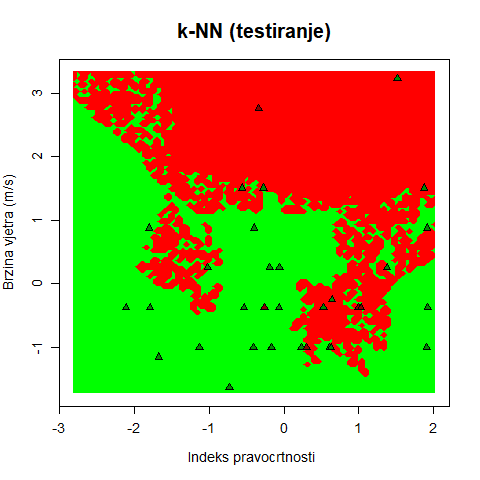 k-NN (testiranje)
Brzina vjetra (m/s)
3
2
1
0
-1
-3 -2 -1 0 1 2
Indeks pravocrtnosti